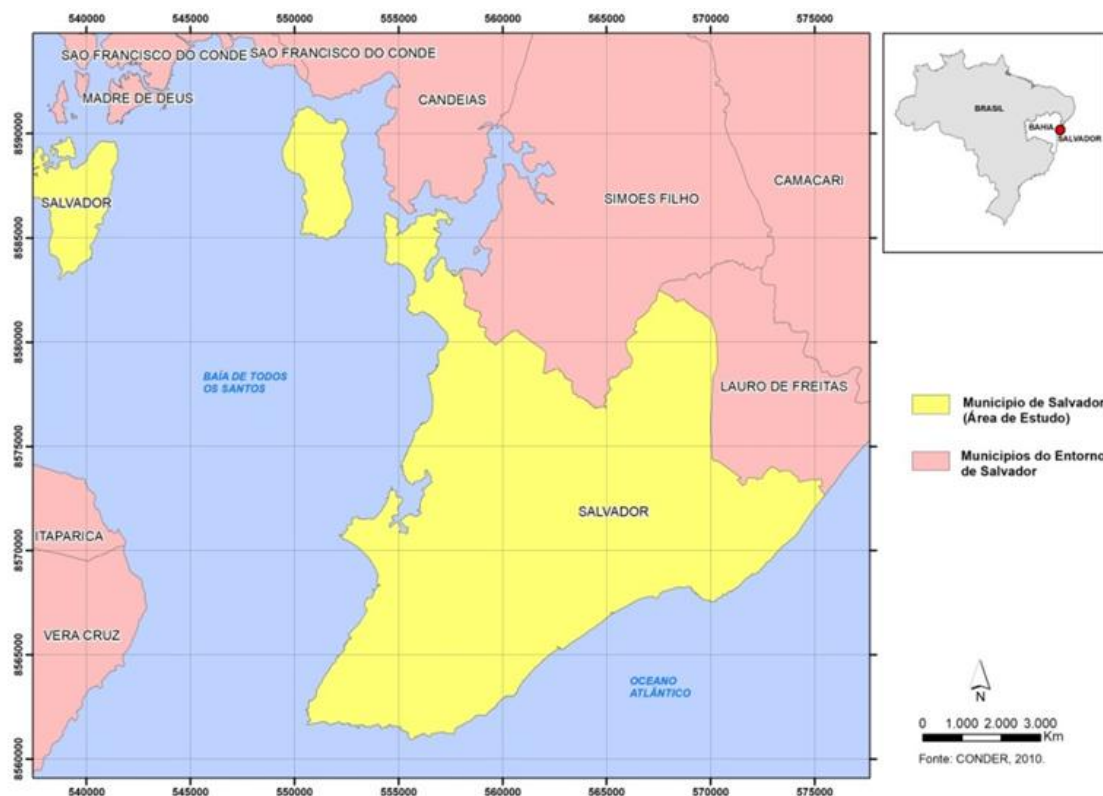 540000 545000 550000 555000 560000 565000 570000 575000
SAO FRANCISCO DO CONDE
SAO FRANCISCO DO CONDE
MADRE DE DEUS
CANDEIAS
8590000
SALVADOR
SIMOES FILHO
CAMACARI
8585000
8580000
BAÍA DE TODOS
OS SANTOS
LAURO DE FREITAS
8575000
SALVADOR
ITAPARICA
8570000
VERA CRUZ
8565000
OCEANO
ATLÂNTICO
8560000
540000 545000 550000 555000 560000 565000 570000 575000
BRASIL
BAHIA
SALVADOR
Municipio de Salvador
(Área de Estudo)
Municipios do Entorno
de Salvador
N
0 1.000 2.000 3.000
Km
Fonte: CONDER, 2010.